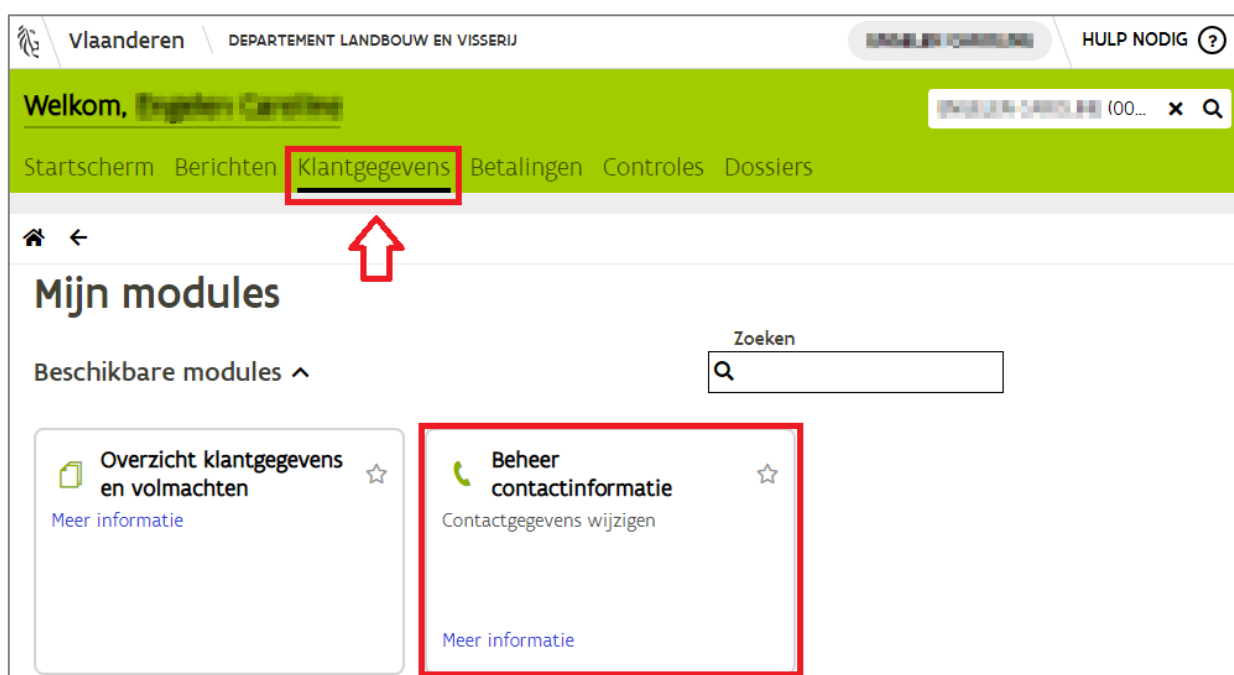 Vlaanderen
DEPARTEMENT LANDBOUW EN VISSERIJ
HULP NODIG ?
Welkom,
(00...
Startscherm Berichten Klantgegevens Betalingen Controles Dossiers
Mijn modules
Zoeken
Beschikbare modules
Overzicht klantgegevens
en volmachten
Meer informatie
Beheer
contactinformatie
Contactgegevens wijzigen
Meer informatie